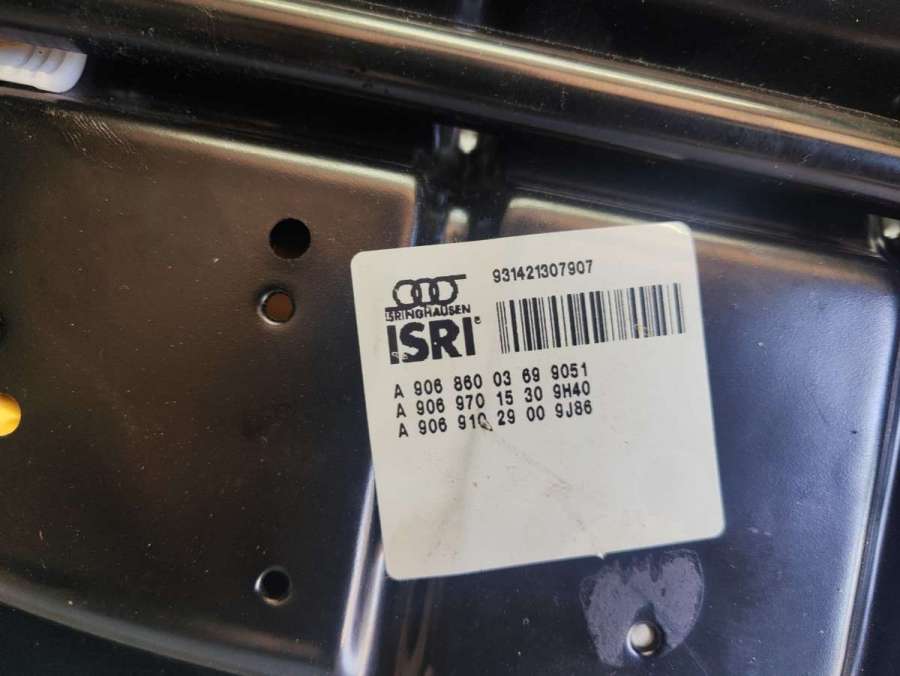 931421307907
ISRINGHAUSEN
ISRI®
A 906 860 03 69 9051
A 906 970 15 30 9H40
A 906 910 29 00 9J86